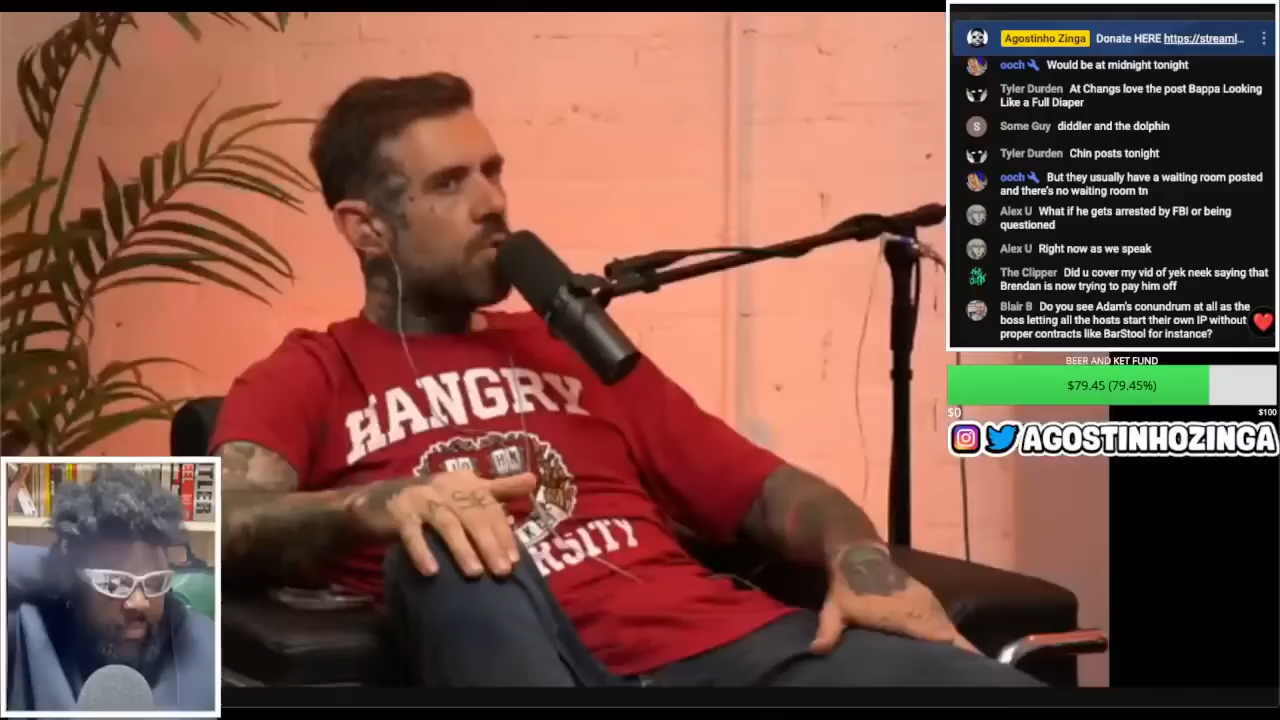 Agostinho Zinga Donate HERE https://streaml...
ooch Would be at midnight tonight
Tyler Durden At Changs love the post Bappa Looking
Like a Full Diaper
S
Some Guy diddler and the dolphin
Tyler Durden Chin posts tonight
ooch But they usually have a waiting room posted
and there's no waiting room tn
Alex U What if he gets arrested by FBI or being
questioned
Alex U Right now as we speak
The Clipper Did u cover my vid of yek neek saying that
Brendan is now trying to pay him off
Blair B Do you see Adam's conundrum at all as the
boss letting all the hosts start their own IP without
proper contracts like BarStool for instance?
BEER AND KET FUND
$79.45 (79.45%)
$0 $100
AGOSTINHOZINGA
HANGRY